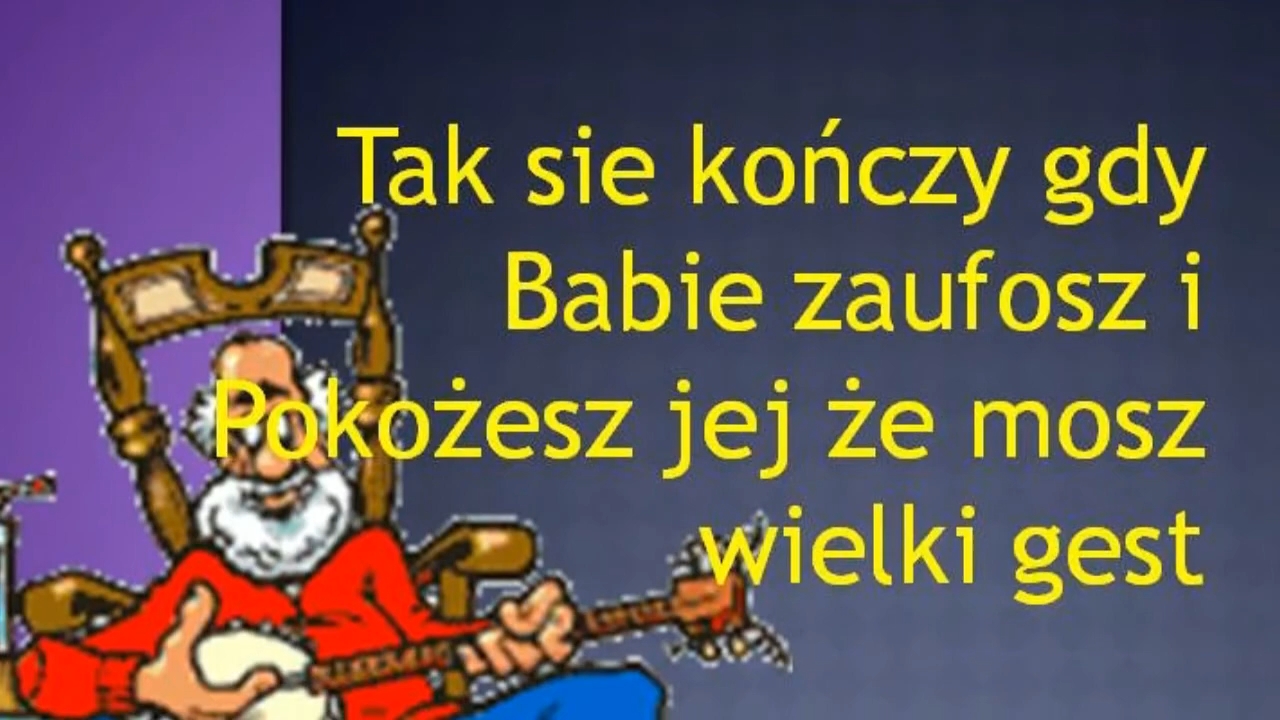 Tak sie kończy gdy
Babie zaufosz i
Pokożesz jej że mosz
wielki gest